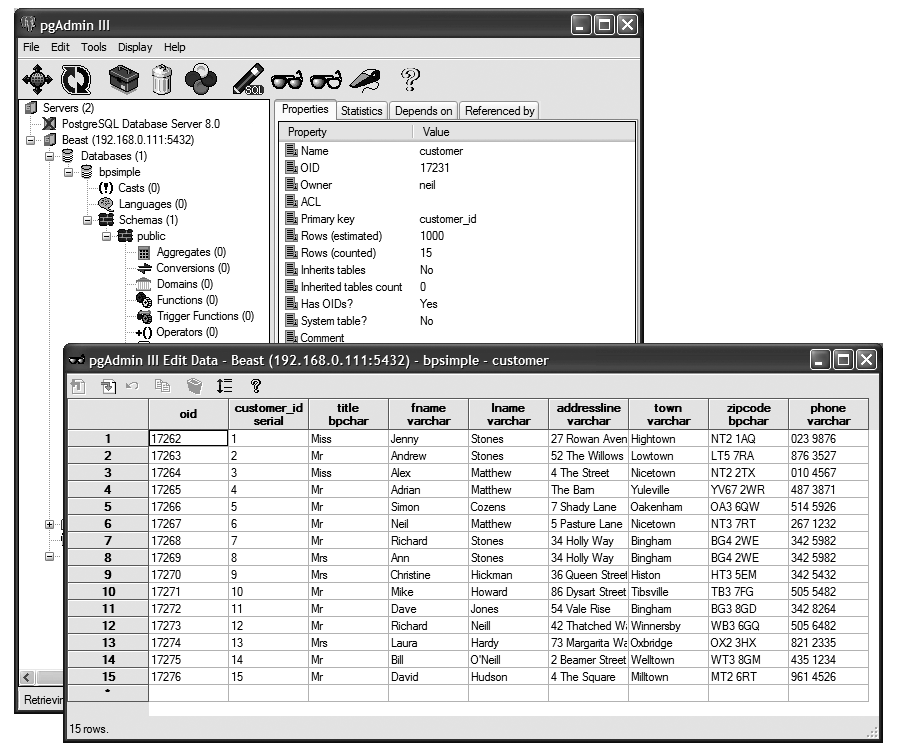 pgAdmin III
File Edit Tools Display Help
SQL
Servers (2)
PostgreSQL Database Server 8.0
Beast (192.168.0.111:5432)
Databases (1)
bpsimple
Casts (0)
Languages (0)
Schemas (1)
public
Aggregates (0)
Conversions (0)
Domains (0)
Functions (0)
Trigger Functions (0)
Operators (0)
Properties Statistics Depends on Referenced by
Property Value
Name customer
OID 17231
Owner neil
ACL
Primary key customer_id
Rows (estimated) 1000
Rows (counted) 15
Inherits tables No
Inherited tables count 0
Has OIDs? Yes
System table? No
Comment
Retrievin
pgAdmin III Edit Data - Beast (192.168.0.111:5432) - bpsimple - customer
oid customer_id title fname lname addressline town zipcode phone
serial bpchar varchar varchar varchar varchar bpchar varchar
1 17262 1 Miss Jenny Stones 27 Rowan Aven Hightown NT2 1AQ 023 9876
2 17263 2 Mr Andrew Stones 52 The Willows Lowtown LT5 7RA 876 3527
3 17264 3 Miss Alex Matthew 4 The Street Nicetown NT2 2TX 010 4567
4 17265 4 Mr Adrian Matthew The Barn Yuleville YV67 2WR 487 3871
5 17266 5 Mr Simon Cozens 7 Shady Lane Oakenham OA3 6QW 514 5926
6 17267 6 Mr Neil Matthew 5 Pasture Lane Nicetown NT3 7RT 267 1232
7 17268 7 Mr Richard Stones 34 Holly Way Bingham BG4 2WE 342 5982
8 17269 8 Mrs Ann Stones 34 Holly Way Bingham BG4 2WE 342 5982
9 17270 9 Mrs Christine Hickman 36 Queen Street Histon HT3 5EM 342 5432
10 17271 10 Mr Mike Howard 86 Dysart Street Tibsville TB3 7FG 505 5482
11 17272 11 Mr Dave Jones 54 Vale Rise Bingham BG3 8GD 342 8264
12 17273 12 Mr Richard Neill 42 Thatched Wa Winnersby WB3 6GQ 505 6482
13 17274 13 Mrs Laura Hardy 73 Margarita Wa Oxbridge OX2 3HX 821 2335
14 17275 14 Mr Bill O'Neill 2 Beamer Street Welltown WT3 8GM 435 1234
15 17276 15 Mr David Hudson 4 The Square Milltown MT2 6RT 961 4526
*
15 rows.